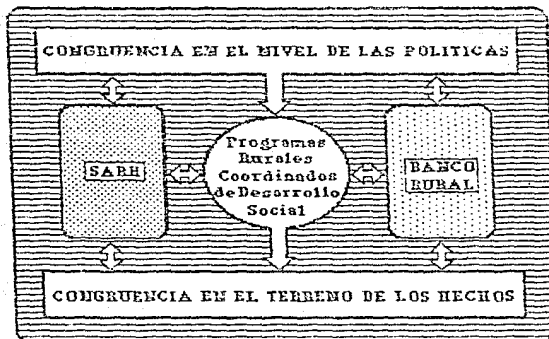 CONGRUENCIA EN EL NIVEL DE LAS POLITICAS
Programas
Rurales
Coordinados
de Desarrollo
Social
SARH
BANCO
RURAL
CONGRUENCIA EN EL TERRENO DE LOS HECHOS